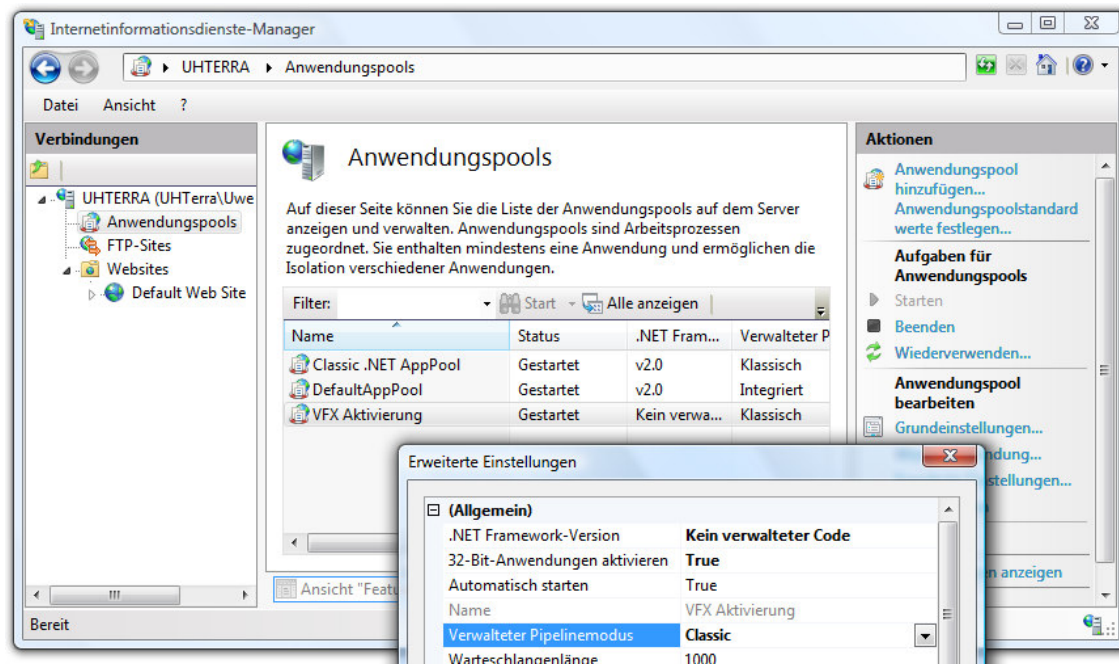 Internetinformationsdienste-Manager
UHTERRA Anwendungspools
Datei Ansicht ?
Verbindungen
UHTERRA (UHTerra\Uwe
Anwendungspools
FTP-Sites
Websites
Default Web Site
Anwendungspools
Auf dieser Seite können Sie die Liste der Anwendungspools auf dem Server
anzeigen und verwalten. Anwendungspools sind Arbeitsprozessen
zugeordnet. Sie enthalten mindestens eine Anwendung und ermöglichen die
Isolation verschiedener Anwendungen.
Filter: Start Alle anzeigen
Name Status .NET Fram... Verwalteter P
Classic .NET AppPool Gestartet v2.0 Klassisch
DefaultAppPool Gestartet v2.0 Integriert
VFX Aktivierung Gestartet Kein verwa... Klassisch
Ansicht "Featu
Aktionen
Anwendungspool
hinzufügen...
Anwendungspoolstandard
werte festlegen...
Aufgaben für
Anwendungspools
Starten
Beenden
Wiederverwenden...
Anwendungspool
bearbeiten
Grundeinstellungen...
ndung...
stellungen...
n anzeigen
Erweiterte Einstellungen
(Allgemein)
.NET Framework-Version Kein verwalteter Code
32-Bit-Anwendungen aktivieren True
Automatisch starten True
Name VFX Aktivierung
Verwalteter Pipelinemodus Classic
Warteschlangenlänge 1000
Bereit